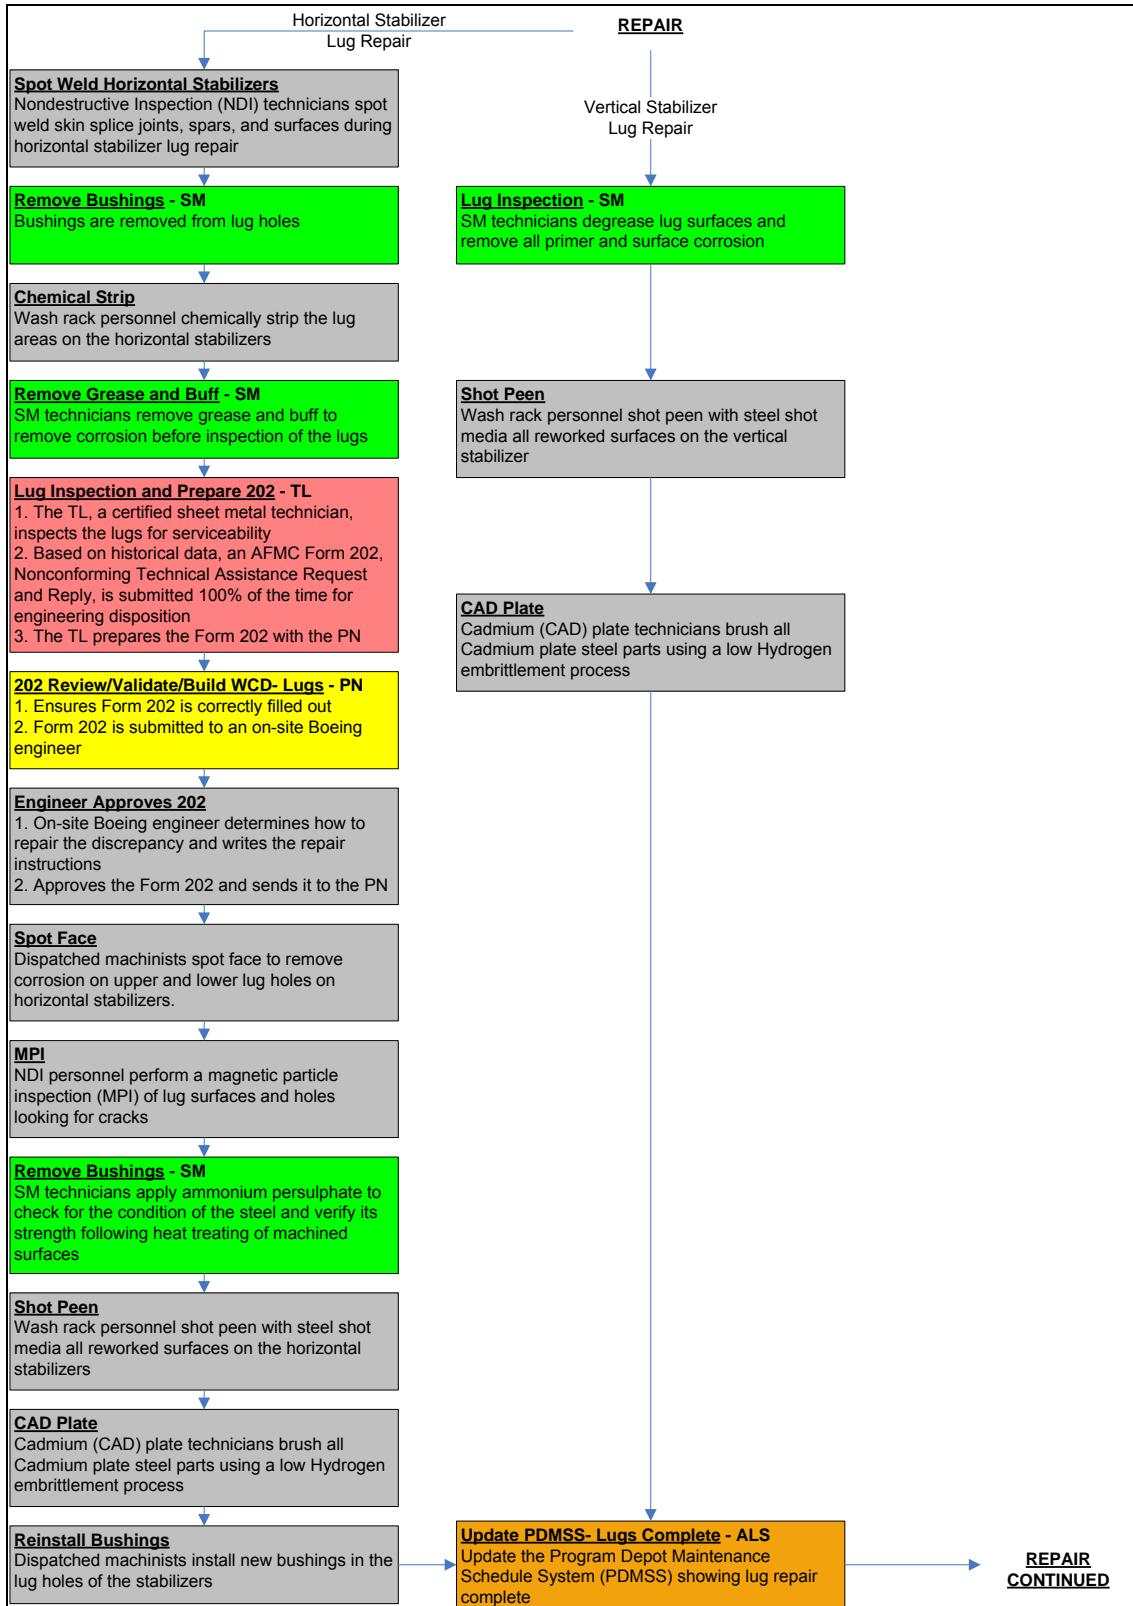 Horizontal Stabilizer
Lug Repair
REPAIR
Spot Weld Horizontal Stabilizers
Nondestructive Inspection (NDI) technicians spot
weld skin splice joints, spars, and surfaces during
horizontal stabilizer lug repair
Vertical Stabilizer
Lug Repair
Remove Bushings - SM
Bushings are removed from lug holes
Lug Inspection - SM
SM technicians degrease lug surfaces and
remove all primer and surface corrosion
Chemical Strip
Wash rack personnel chemically strip the lug
areas on the horizontal stabilizers
Remove Grease and Buff - SM
SM technicians remove grease and buff to
remove corrosion before inspection of the lugs
Shot Peen
Wash rack personnel shot peen with steel shot
media all reworked surfaces on the vertical
stabilizer
Lug Inspection and Prepare 202 - TL
1. The TL, a certified sheet metal technician,
inspects the lugs for serviceability
2. Based on historical data, an AFMC Form 202,
Nonconforming Technical Assistance Request
and Reply, is submitted 100% of the time for
engineering disposition
3. The TL prepares the Form 202 with the PN
CAD Plate
Cadmium (CAD) plate technicians brush all
Cadmium plate steel parts using a low Hydrogen
embrittlement process
202 Review/Validate/Build WCD- Lugs - PN
1. Ensures Form 202 is correctly filled out
2. Form 202 is submitted to an on-site Boeing
engineer
Engineer Approves 202
1. On-site Boeing engineer determines how to
repair the discrepancy and writes the repair
instructions
2. Approves the Form 202 and sends it to the PN
Spot Face
Dispatched machinists spot face to remove
corrosion on upper and lower lug holes on
horizontal stabilizers.
MPI
NDI personnel perform a magnetic particle
inspection (MPI) of lug surfaces and holes
looking for cracks
Remove Bushings - SM
SM technicians apply ammonium persulphate to
check for the condition of the steel and verify its
strength following heat treating of machined
surfaces
Shot Peen
Wash rack personnel shot peen with steel shot
media all reworked surfaces on the horizontal
stabilizers
CAD Plate
Cadmium (CAD) plate technicians brush all
Cadmium plate steel parts using a low Hydrogen
embrittlement process
Reinstall Bushings
Dispatched machinists install new bushings in the
lug holes of the stabilizers
Update PDMSS- Lugs Complete - ALS
Update the Program Depot Maintenance
Schedule System (PDMSS) showing lug repair
complete
REPAIR
CONTINUED